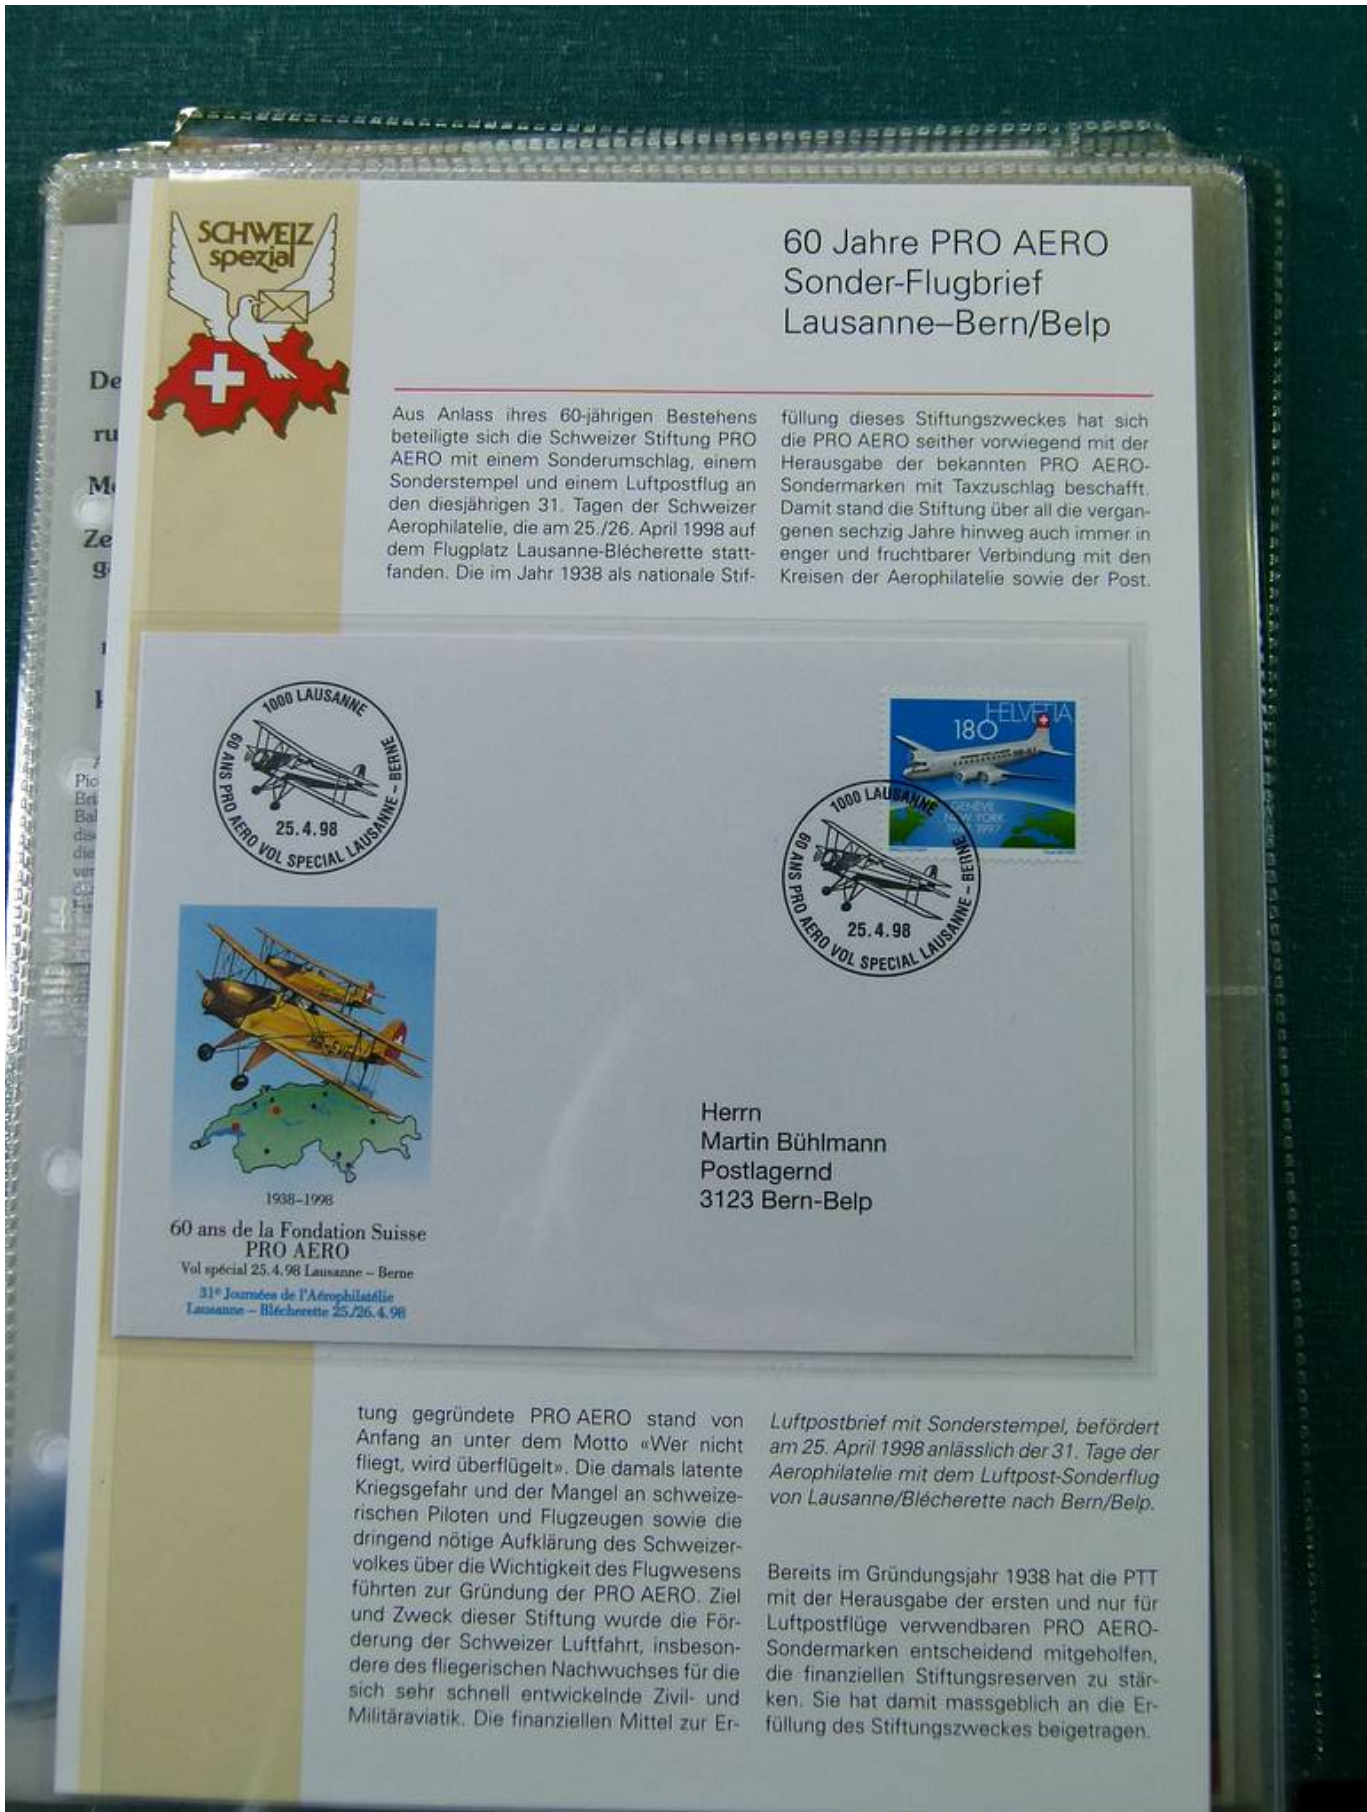 SCHWEIZ
spezial
60 Jahre PRO AERO
Sonder-Flugbrief
Lausanne–Bern/Belp
Aus Anlass ihres 60-jährigen Bestehens
beteiligte sich die Schweizer Stiftung PRO
AERO mit einem Sonderumschlag, einem
Sonderstempel und einem Luftpostflug an
den diesjährigen 31. Tagen der Schweizer
Aerophilatelie, die am 25./26. April 1998 auf
dem Flugplatz Lausanne-Blécherette statt-
fanden. Die im Jahr 1938 als nationale Stif-
füllung dieses Stiftungszweckes hat sich
die PRO AERO seither vorwiegend mit der
Herausgabe der bekannten PRO AERO-
Sondermarken mit Taxzuschlag beschafft.
Damit stand die Stiftung über all die vergan-
genen sechzig Jahre hinweg auch immer in
enger und fruchtbarer Verbindung mit den
Kreisen der Aerophilatelie sowie der Post.
De
ru
Ze
Pio
Bri
Bal
die
1000 LAUSANNE
60 ANS PRO AERO VOL SPECIAL LAUSANNE – BERNE
25.4.98
HELVETIA
180
GENÈVE
NEW YORK
1000 LAUSANNE
60 ANS PRO AERO VOL SPECIAL LAUSANNE – BERNE
25.4.98
Herrn
Martin Bühlmann
Postlagernd
3123 Bern-Belp
1938–1998
60 ans de la Fondation Suisse
PRO AERO
Vol spécial 25.4.98 Lausanne – Berne
31e Journées de l'Aérophilatélie
Lausanne – Blécherette 25./26.4.98
tung gegründete PRO AERO stand von
Anfang an unter dem Motto «Wer nicht
fliegt, wird überflügelt». Die damals latente
Kriegsgefahr und der Mangel an schweize-
rischen Piloten und Flugzeugen sowie die
dringend nötige Aufklärung des Schweizer-
volkes über die Wichtigkeit des Flugwesens
führten zur Gründung der PRO AERO. Ziel
und Zweck dieser Stiftung wurde die För-
derung der Schweizer Luftfahrt, insbeson-
dere des fliegerischen Nachwuchses für die
sich sehr schnell entwickelnde Zivil- und
Militäraviatik. Die finanziellen Mittel zur Er-
Luftpostbrief mit Sonderstempel, befördert
am 25. April 1998 anlässlich der 31. Tage der
Aerophilatelie mit dem Luftpost-Sonderflug
von Lausanne/Blécherette nach Bern/Belp.
Bereits im Gründungsjahr 1938 hat die PTT
mit der Herausgabe der ersten und nur für
Luftpostflüge verwendbaren PRO AERO-
Sondermarken entscheidend mitgeholfen,
die finanziellen Stiftungsreserven zu stär-
ken. Sie hat damit massgeblich an die Er-
füllung des Stiftungszweckes beigetragen.